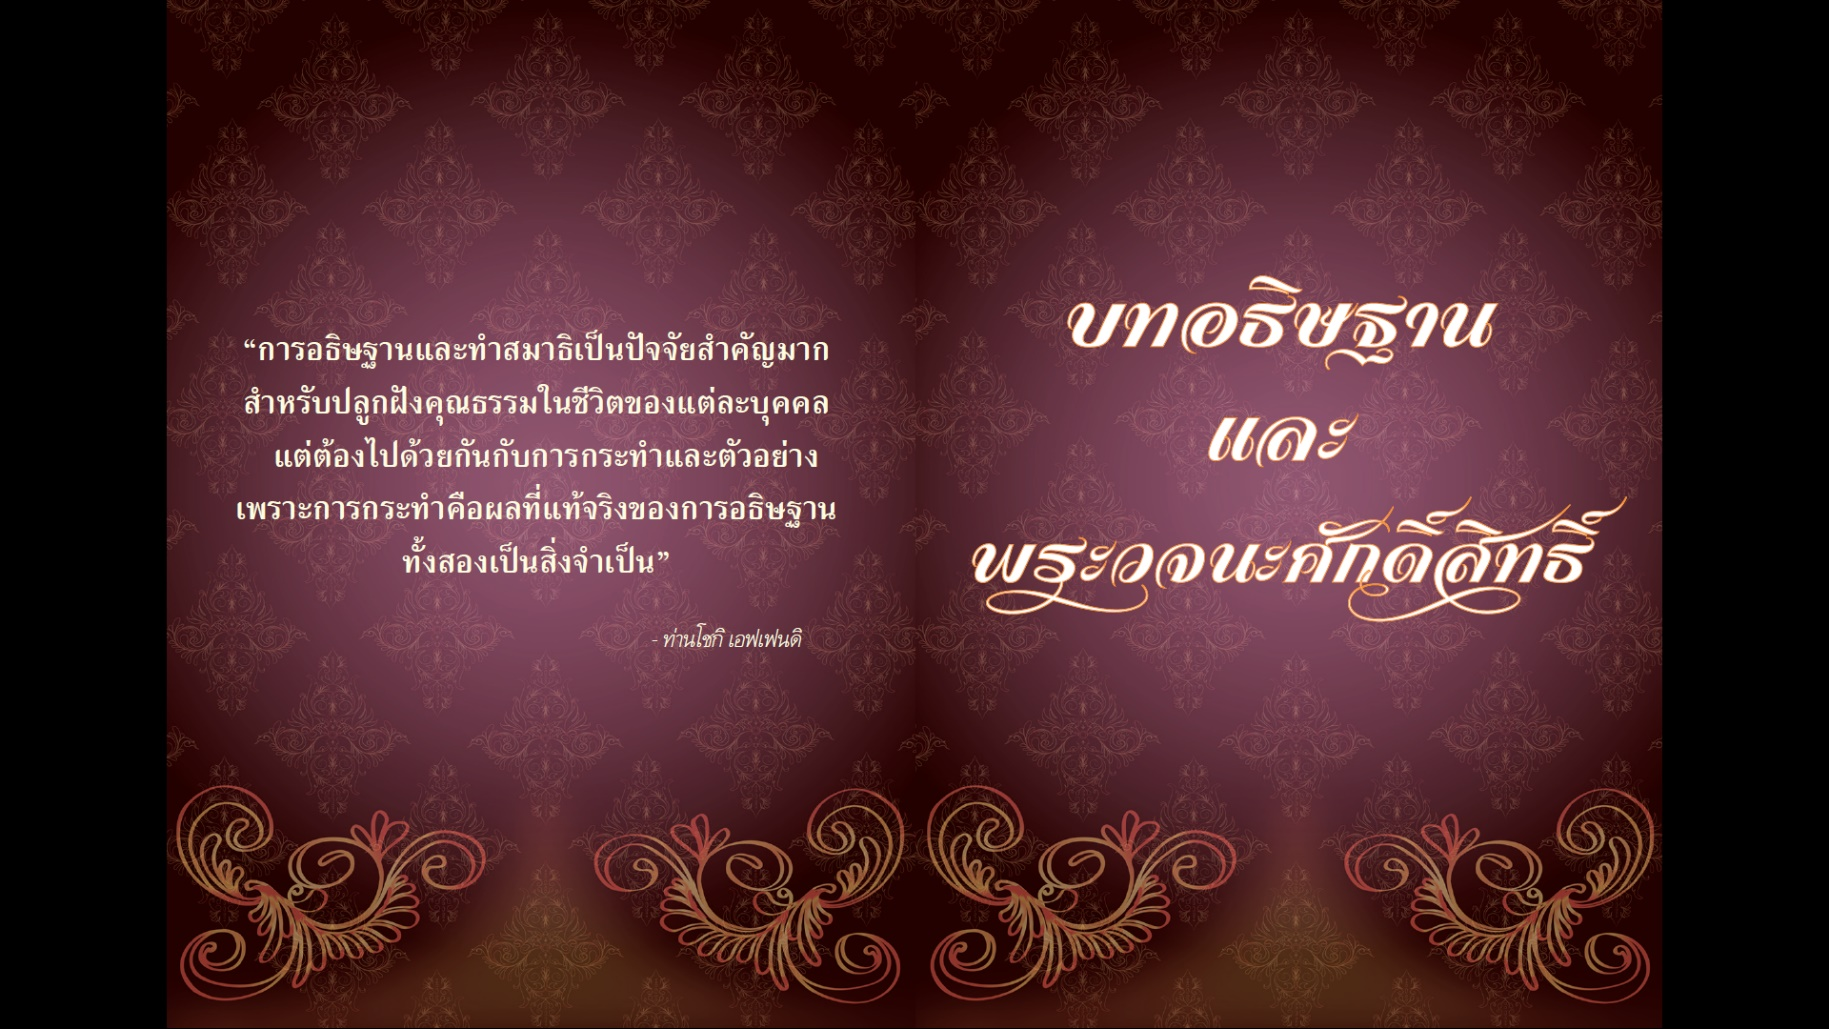 “การอธิษฐานและทำสมาธิเป็นปัจจัยสำคัญมาก
สำหรับปลูกฝังคุณธรรมในชีวิตของแต่ละบุคคล
แต่ต้องไปด้วยกันกับการกระทำและตัวอย่าง
เพราะการกระทำคือผลที่แท้จริงของการอธิษฐาน
ทั้งสองเป็นสิ่งจำเป็น”
- ท่านโชกิ เอฟเฟนดิ
บทอธิษฐาน
และ
พระวจนะศักดิ์สิทธิ์